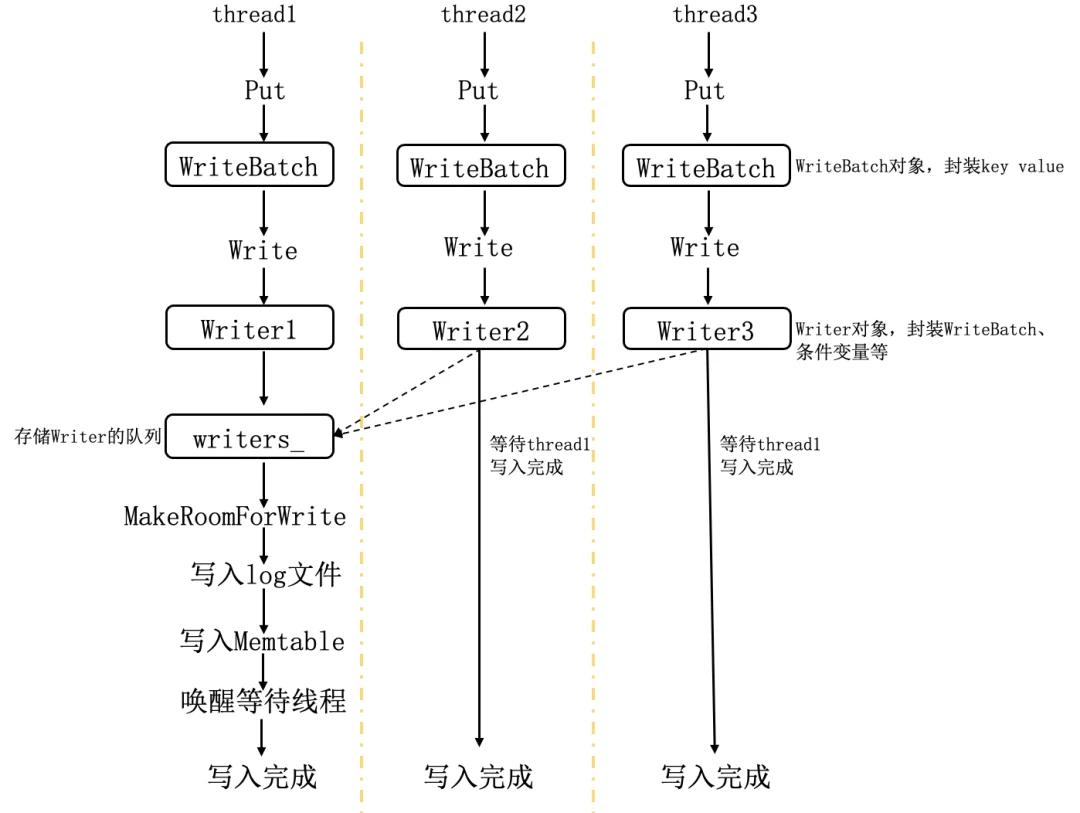 thread1
thread2
thread3
Put
Put
Put
WriteBatch
WriteBatch
WriteBatch
WriteBatch对象，封装key value
Write
Write
Write
Writer1
Writer2
Writer3
Writer对象，封装WriteBatch、
条件变量等
存储Writer的队列
writers_
等待thread1
写入完成
等待thread1
写入完成
MakeRoomForWrite
写入log文件
写入Memtable
唤醒等待线程
写入完成
写入完成
写入完成